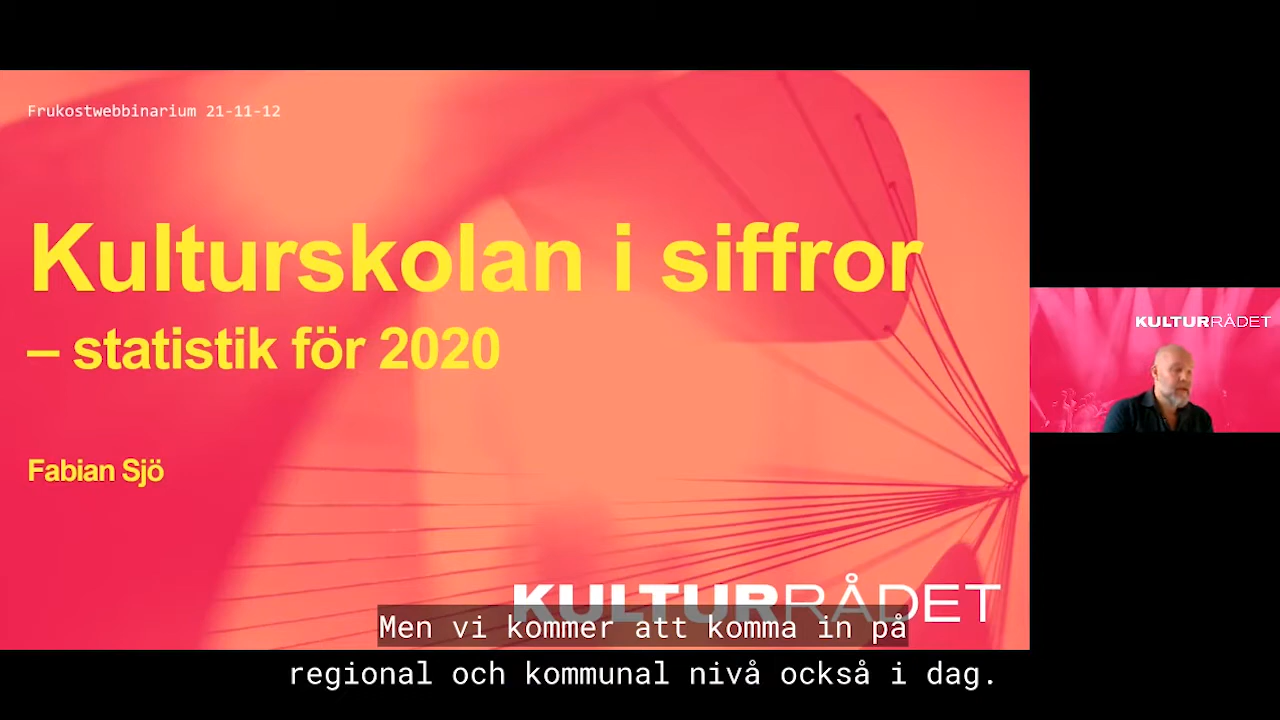 Frukostwebbinarium 21-11-12
Kulturskolan i siffror
– statistik för 2020
Fabian Sjö
KULTURRÅDET
KULTURRÅDET
Men vi kommer att komma in på
regional och kommunal nivå också i dag.